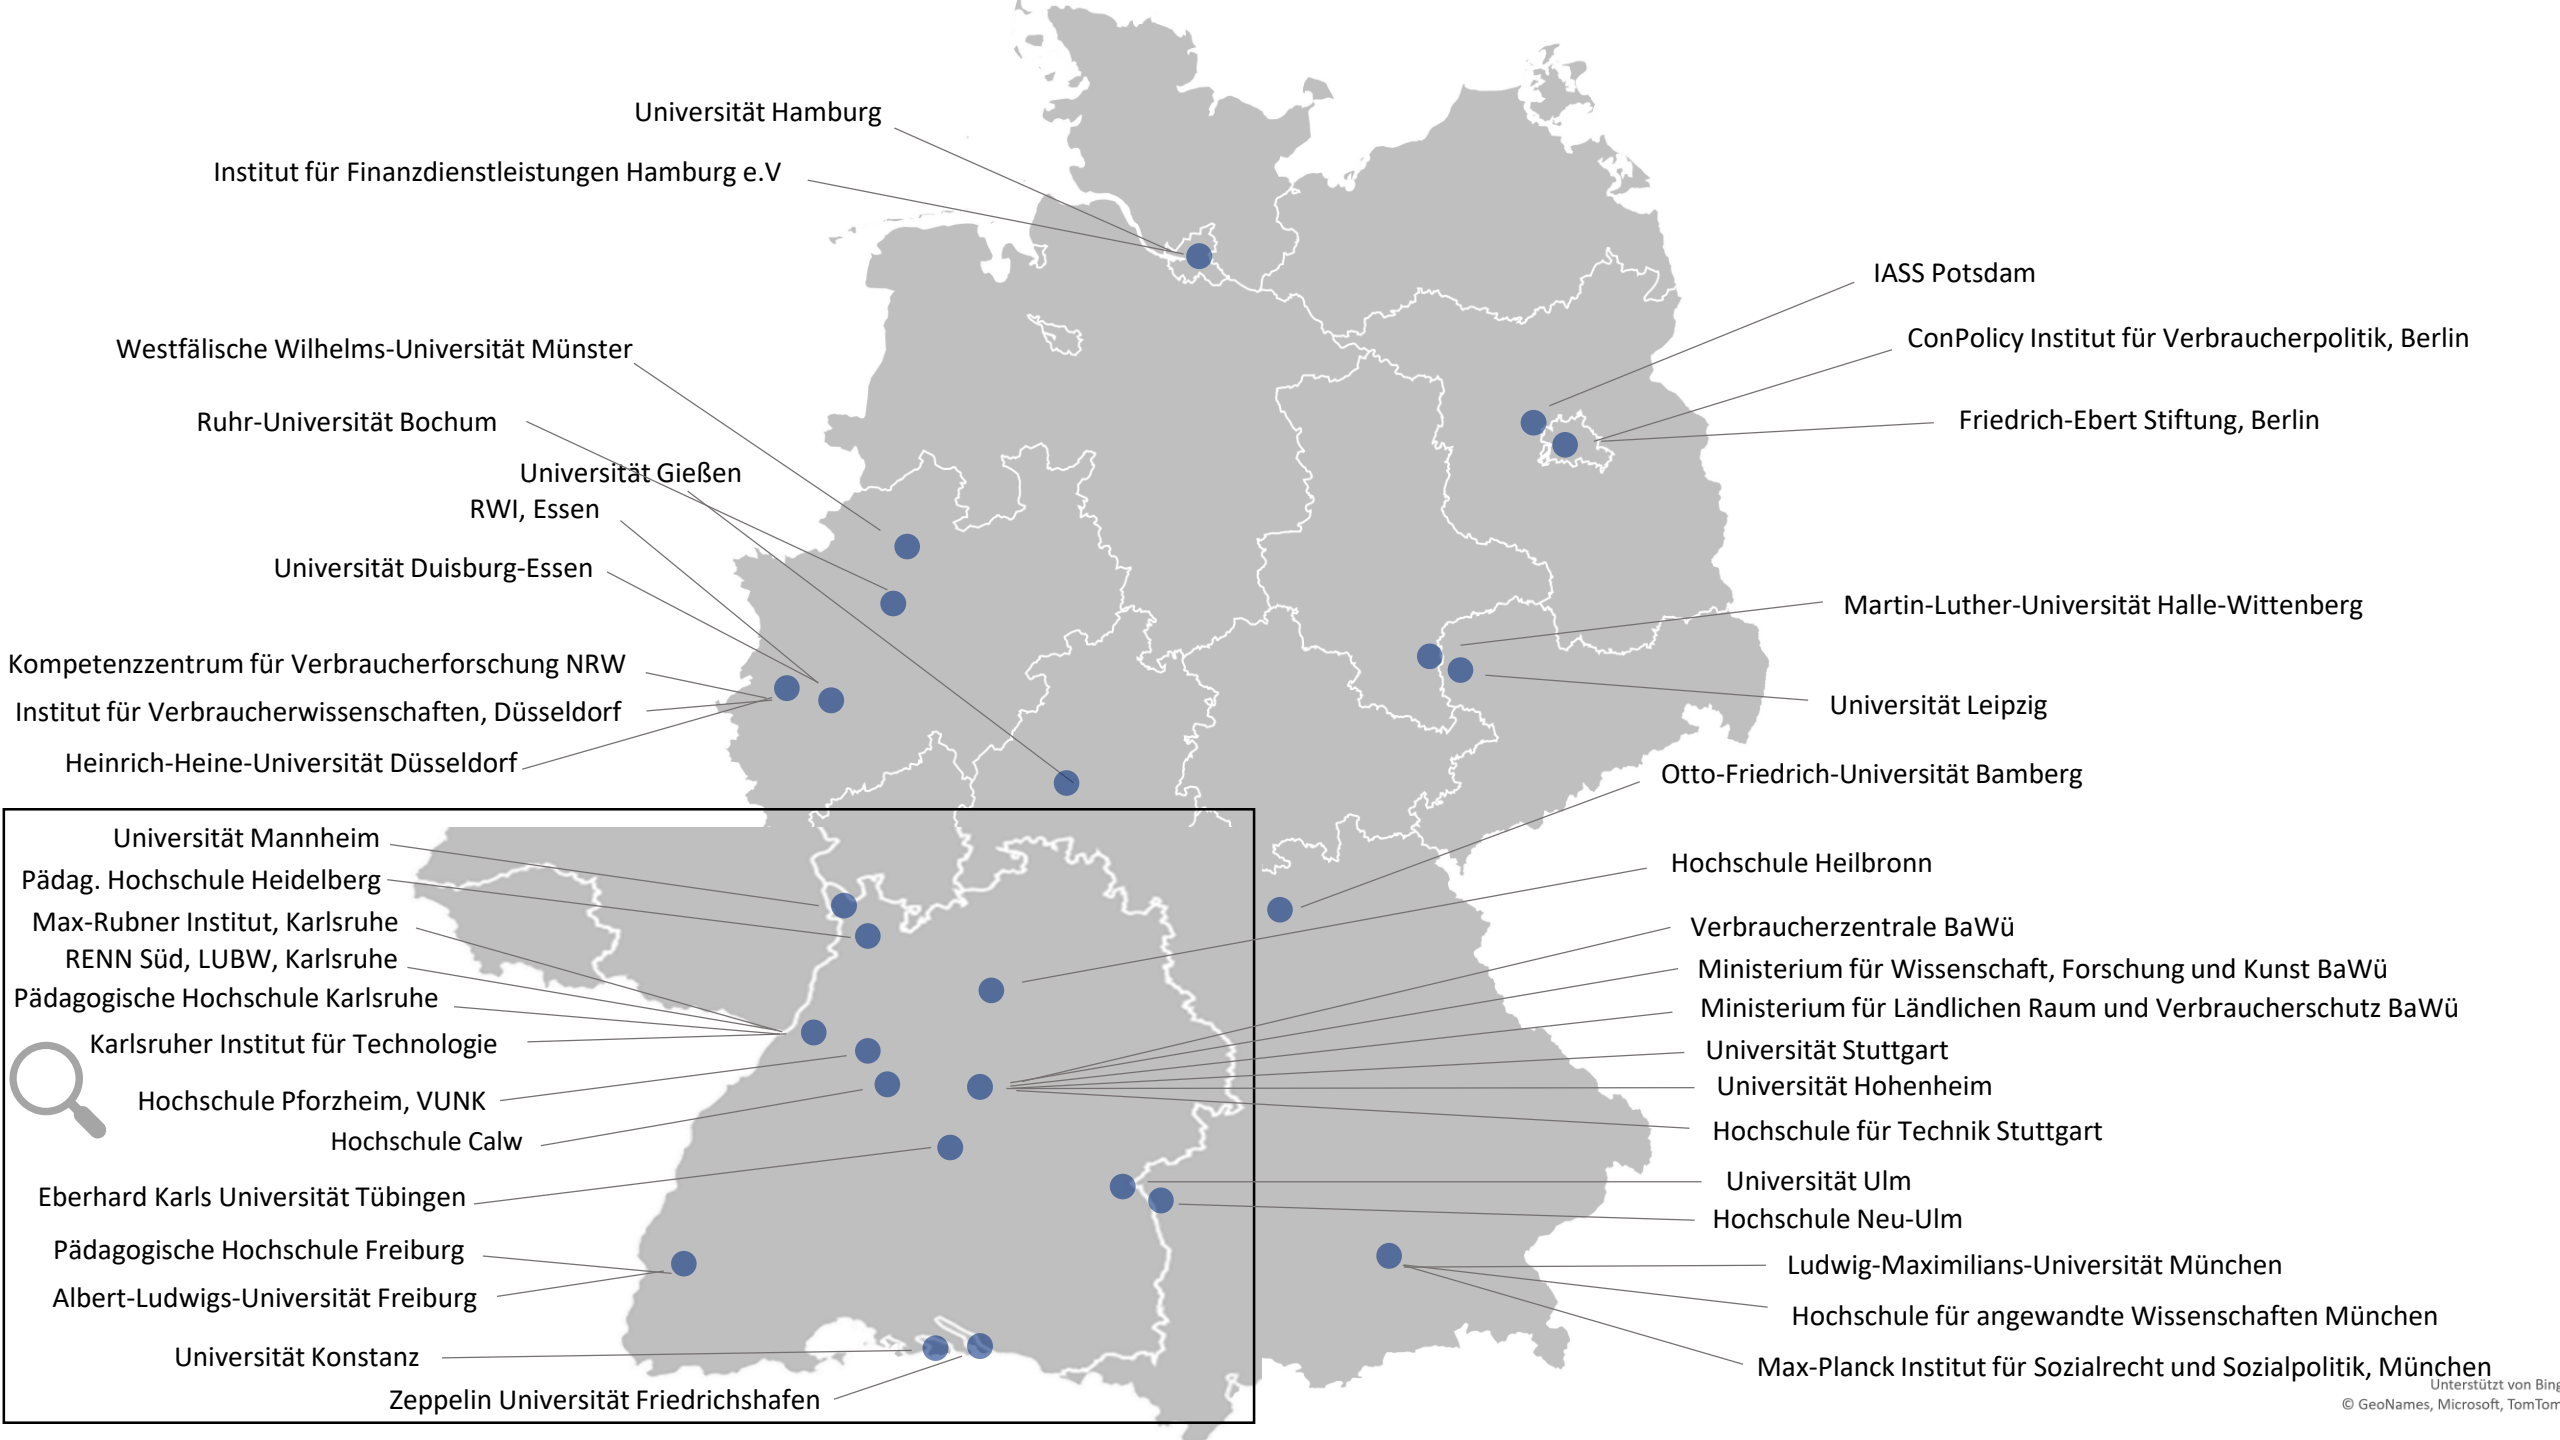 Universität Hamburg
Institut für Finanzdienstleistungen Hamburg e.V
Westfälische Wilhelms-Universität Münster
Ruhr-Universität Bochum
Universität Gießen
RWI, Essen
Universität Duisburg-Essen
Kompetenzzentrum für Verbraucherforschung NRW
Institut für Verbraucherwissenschaften, Düsseldorf
Heinrich-Heine-Universität Düsseldorf
Universität Mannheim
Pädag. Hochschule Heidelberg
Max-Rubner Institut, Karlsruhe
RENN Süd, LUBW, Karlsruhe
Pädagogische Hochschule Karlsruhe
Karlsruher Institut für Technologie
Hochschule Pforzheim, VUNK
Hochschule Calw
Eberhard Karls Universität Tübingen
Pädagogische Hochschule Freiburg
Albert-Ludwigs-Universität Freiburg
Universität Konstanz
Zeppelin Universität Friedrichshafen
IASS Potsdam
ConPolicy Institut für Verbraucherpolitik, Berlin
Friedrich-Ebert Stiftung, Berlin
Martin-Luther-Universität Halle-Wittenberg
Universität Leipzig
Otto-Friedrich-Universität Bamberg
Hochschule Heilbronn
Verbraucherzentrale BaWü
Ministerium für Wissenschaft, Forschung und Kunst BaWü
Ministerium für Ländlichen Raum und Verbraucherschutz BaWü
Universität Stuttgart
Universität Hohenheim
Hochschule für Technik Stuttgart
Universität Ulm
Hochschule Neu-Ulm
Ludwig-Maximilians-Universität München
Hochschule für angewandte Wissenschaften München
Max-Planck Institut für Sozialrecht und Sozialpolitik, München
Unterstützt von Bing
© GeoNames, Microsoft, TomTom